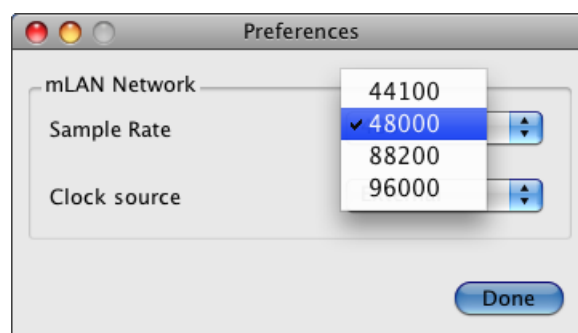 Preferences
mLAN Network
44100
Sample Rate
48000
88200
Clock source
96000
Done